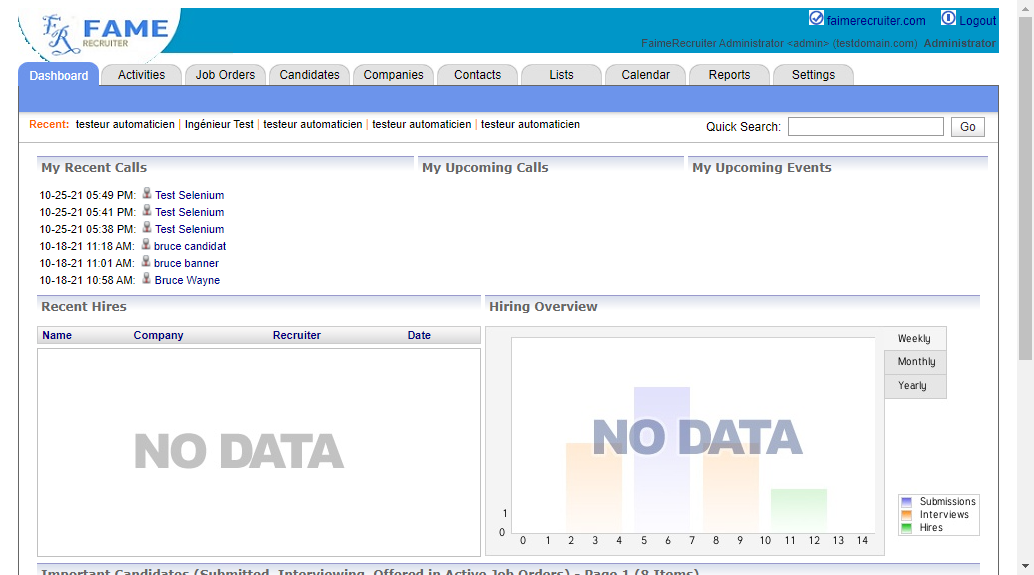 FAME
RECRUITER
faimerecruiter.com Logout
FaimeRecruiter Administrator <admin> (testdomain.com) Administrator
Dashboard Activities Job Orders Candidates Companies Contacts Lists Calendar Reports Settings
Recent: testeur automaticien | Ingénieur Test | testeur automaticien | testeur automaticien | testeur automaticien
Quick Search: Go
My Recent Calls My Upcoming Calls My Upcoming Events
10-25-21 05:49 PM: Test Selenium
10-25-21 05:41 PM: Test Selenium
10-25-21 05:38 PM: Test Selenium
10-18-21 11:18 AM: bruce candidat
10-18-21 11:01 AM: bruce banner
10-18-21 10:58 AM: Bruce Wayne
Recent Hires Hiring Overview
Name Company Recruiter Date
NO DATA
Weekly
Monthly
Yearly
NO DATA
1
0
0 1 2 3 4 5 6 7 8 9 10 11 12 13 14
Submissions
Interviews
Hires
Important Candidates (Submitted, Interviewing, Offered in Active Job Orders) - Page 1 (8 Items)